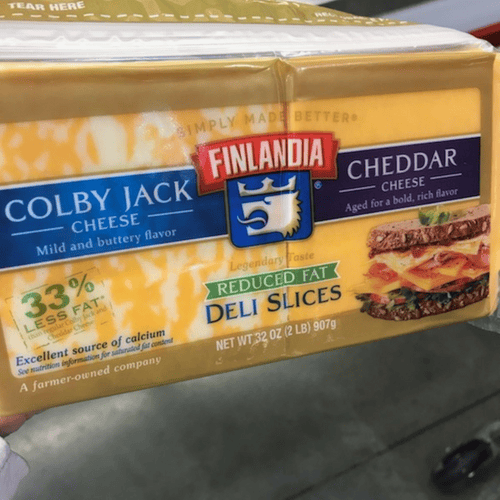 TEAR HERE
SIMPLY MADE BETTER®
FINLANDIA®
COLBY JACK
CHEESE
Mild and buttery flavor
CHEDDAR
CHEESE
Aged for a bold, rich flavor
Legendary Taste
REDUCED FAT
DELI SLICES
NET WT 32 OZ (2 LB) 907g
33%
LESS FAT*
Excellent source of calcium
See nutrition information for saturated fat content
A farmer-owned company